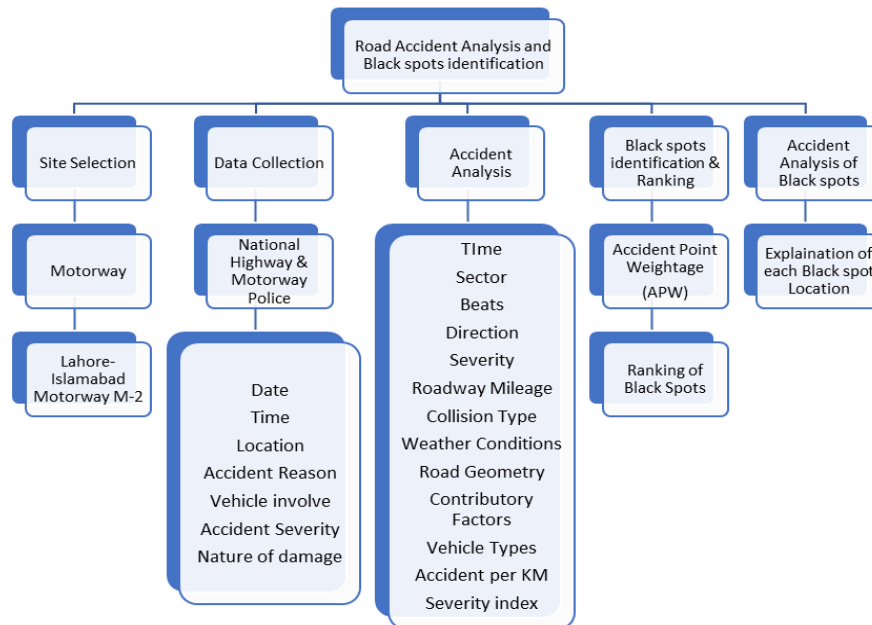 Road Accident Analysis and
Black spots identification
Site Selection
Motorway
Lahore-
Islamabad
Motorway M-2
Data Collection
National
Highway &
Motorway
Police
Date
Time
Location
Accident Reason
Vehicle involve
Accident Severity
Nature of damage
Accident
Analysis
TIme
Sector
Beats
Direction
Severity
Roadway Mileage
Collision Type
Weather Conditions
Road Geometry
Contributory
Factors
Vehicle Types
Accident per KM
Severity index
Black spots
identification &
Ranking
Accident Point
Weightage
(APW)
Ranking of
Black Spots
Accident
Analysis of
Black spots
Explaination of
each Black spot
Location